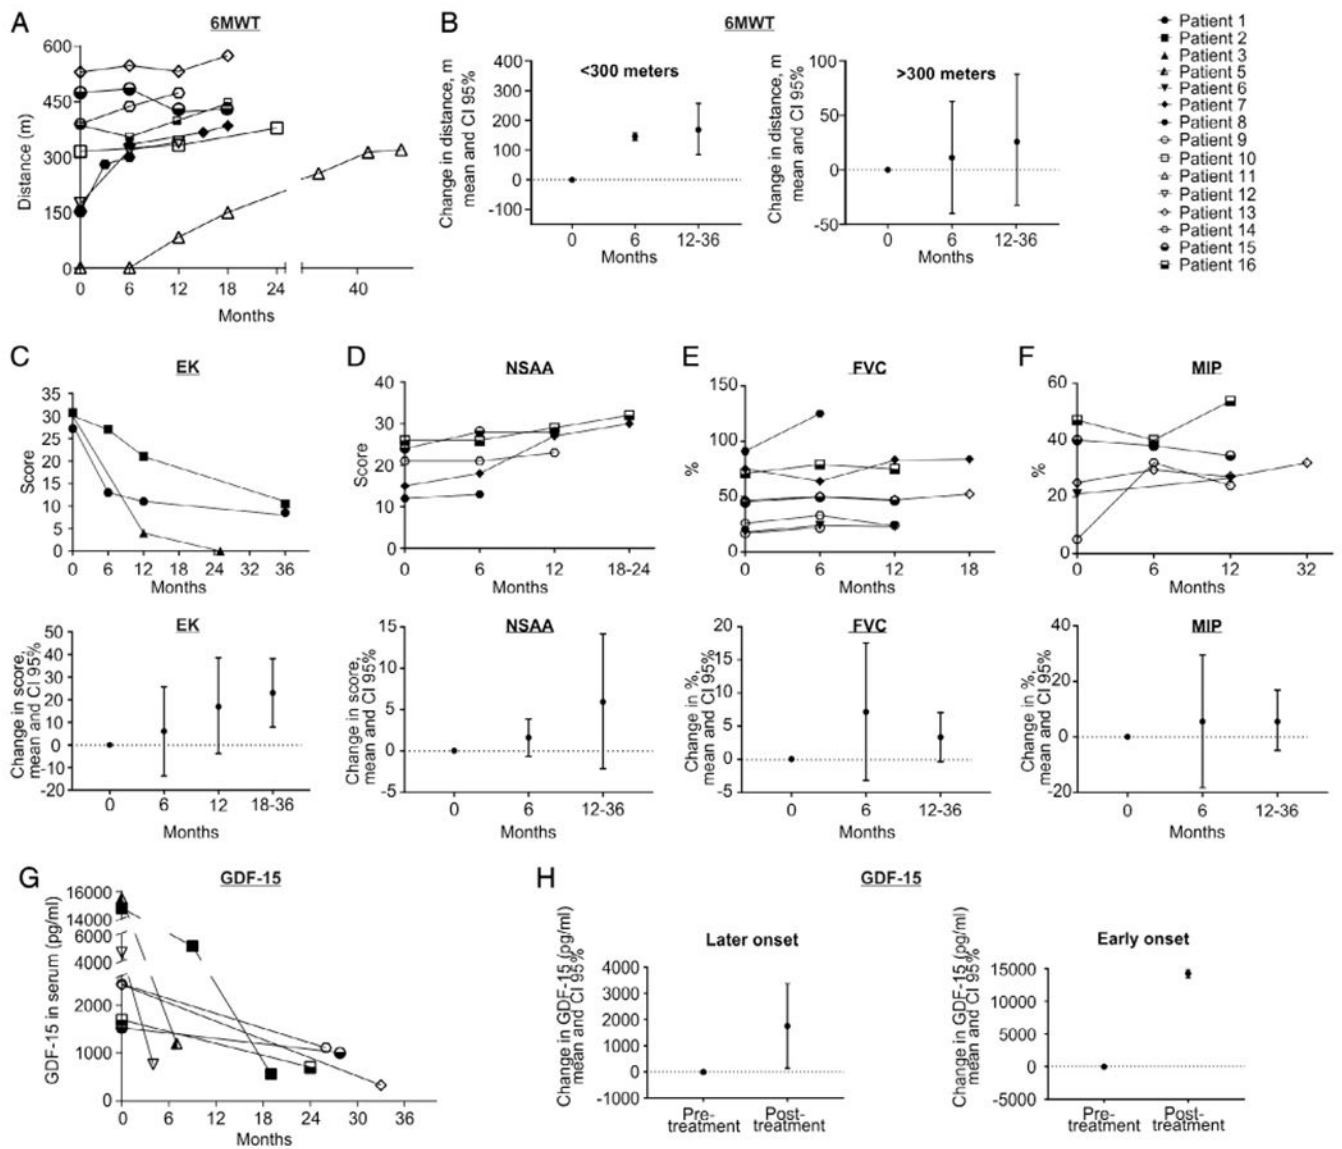 A
6MWT
600
450
300
150
0
Distance (m)
0 6 12 18 24 40
Months
B
6MWT
<300 meters
400
300
200
100
0
-100
Change in distance, m
mean and CI 95%
0 6 12-36
Months
>300 meters
100
50
0
-50
Change in distance, m
mean and CI 95%
0 6 12-36
Months
Patient 1
Patient 2
Patient 3
Patient 5
Patient 6
Patient 7
Patient 8
Patient 9
Patient 10
Patient 11
Patient 12
Patient 13
Patient 14
Patient 15
Patient 16
C
EK
35
30
25
20
15
10
5
0
Score
0 6 12 18 24 30 36
Months
D
NSAA
40
30
20
10
0
Score
0 6 12 18-24
Months
E
FVC
150
100
50
0
%
0 6 12 18
Months
F
MIP
60
40
20
0
%
0 6 12 32
Months
EK
50
40
30
20
10
0
-10
-20
Change in score,
mean and CI 95%
0 6 12 18-36
Months
NSAA
15
10
5
0
-5
Change in score,
mean and CI 95%
0 6 12-36
Months
FVC
20
15
10
5
0
-5
Change in %,
mean and CI 95%
0 6 12-36
Months
MIP
40
20
0
-20
Change in %,
mean and CI 95%
0 6 12-36
Months
G
GDF-15
16000
14000
6000
4000
2000
1000
0
GDF-15 in serum (pg/ml)
0 6 12 18 24 30 36
Months
H
GDF-15
Later onset
4000
3000
2000
1000
0
-1000
Change in GDF-15 (pg/ml)
mean and CI 95%
Pre- Post-
treatment treatment
Early onset
15000
10000
5000
0
-5000
Change in GDF-15 (pg/ml)
mean and CI 95%
Pre- Post-
treatment treatment